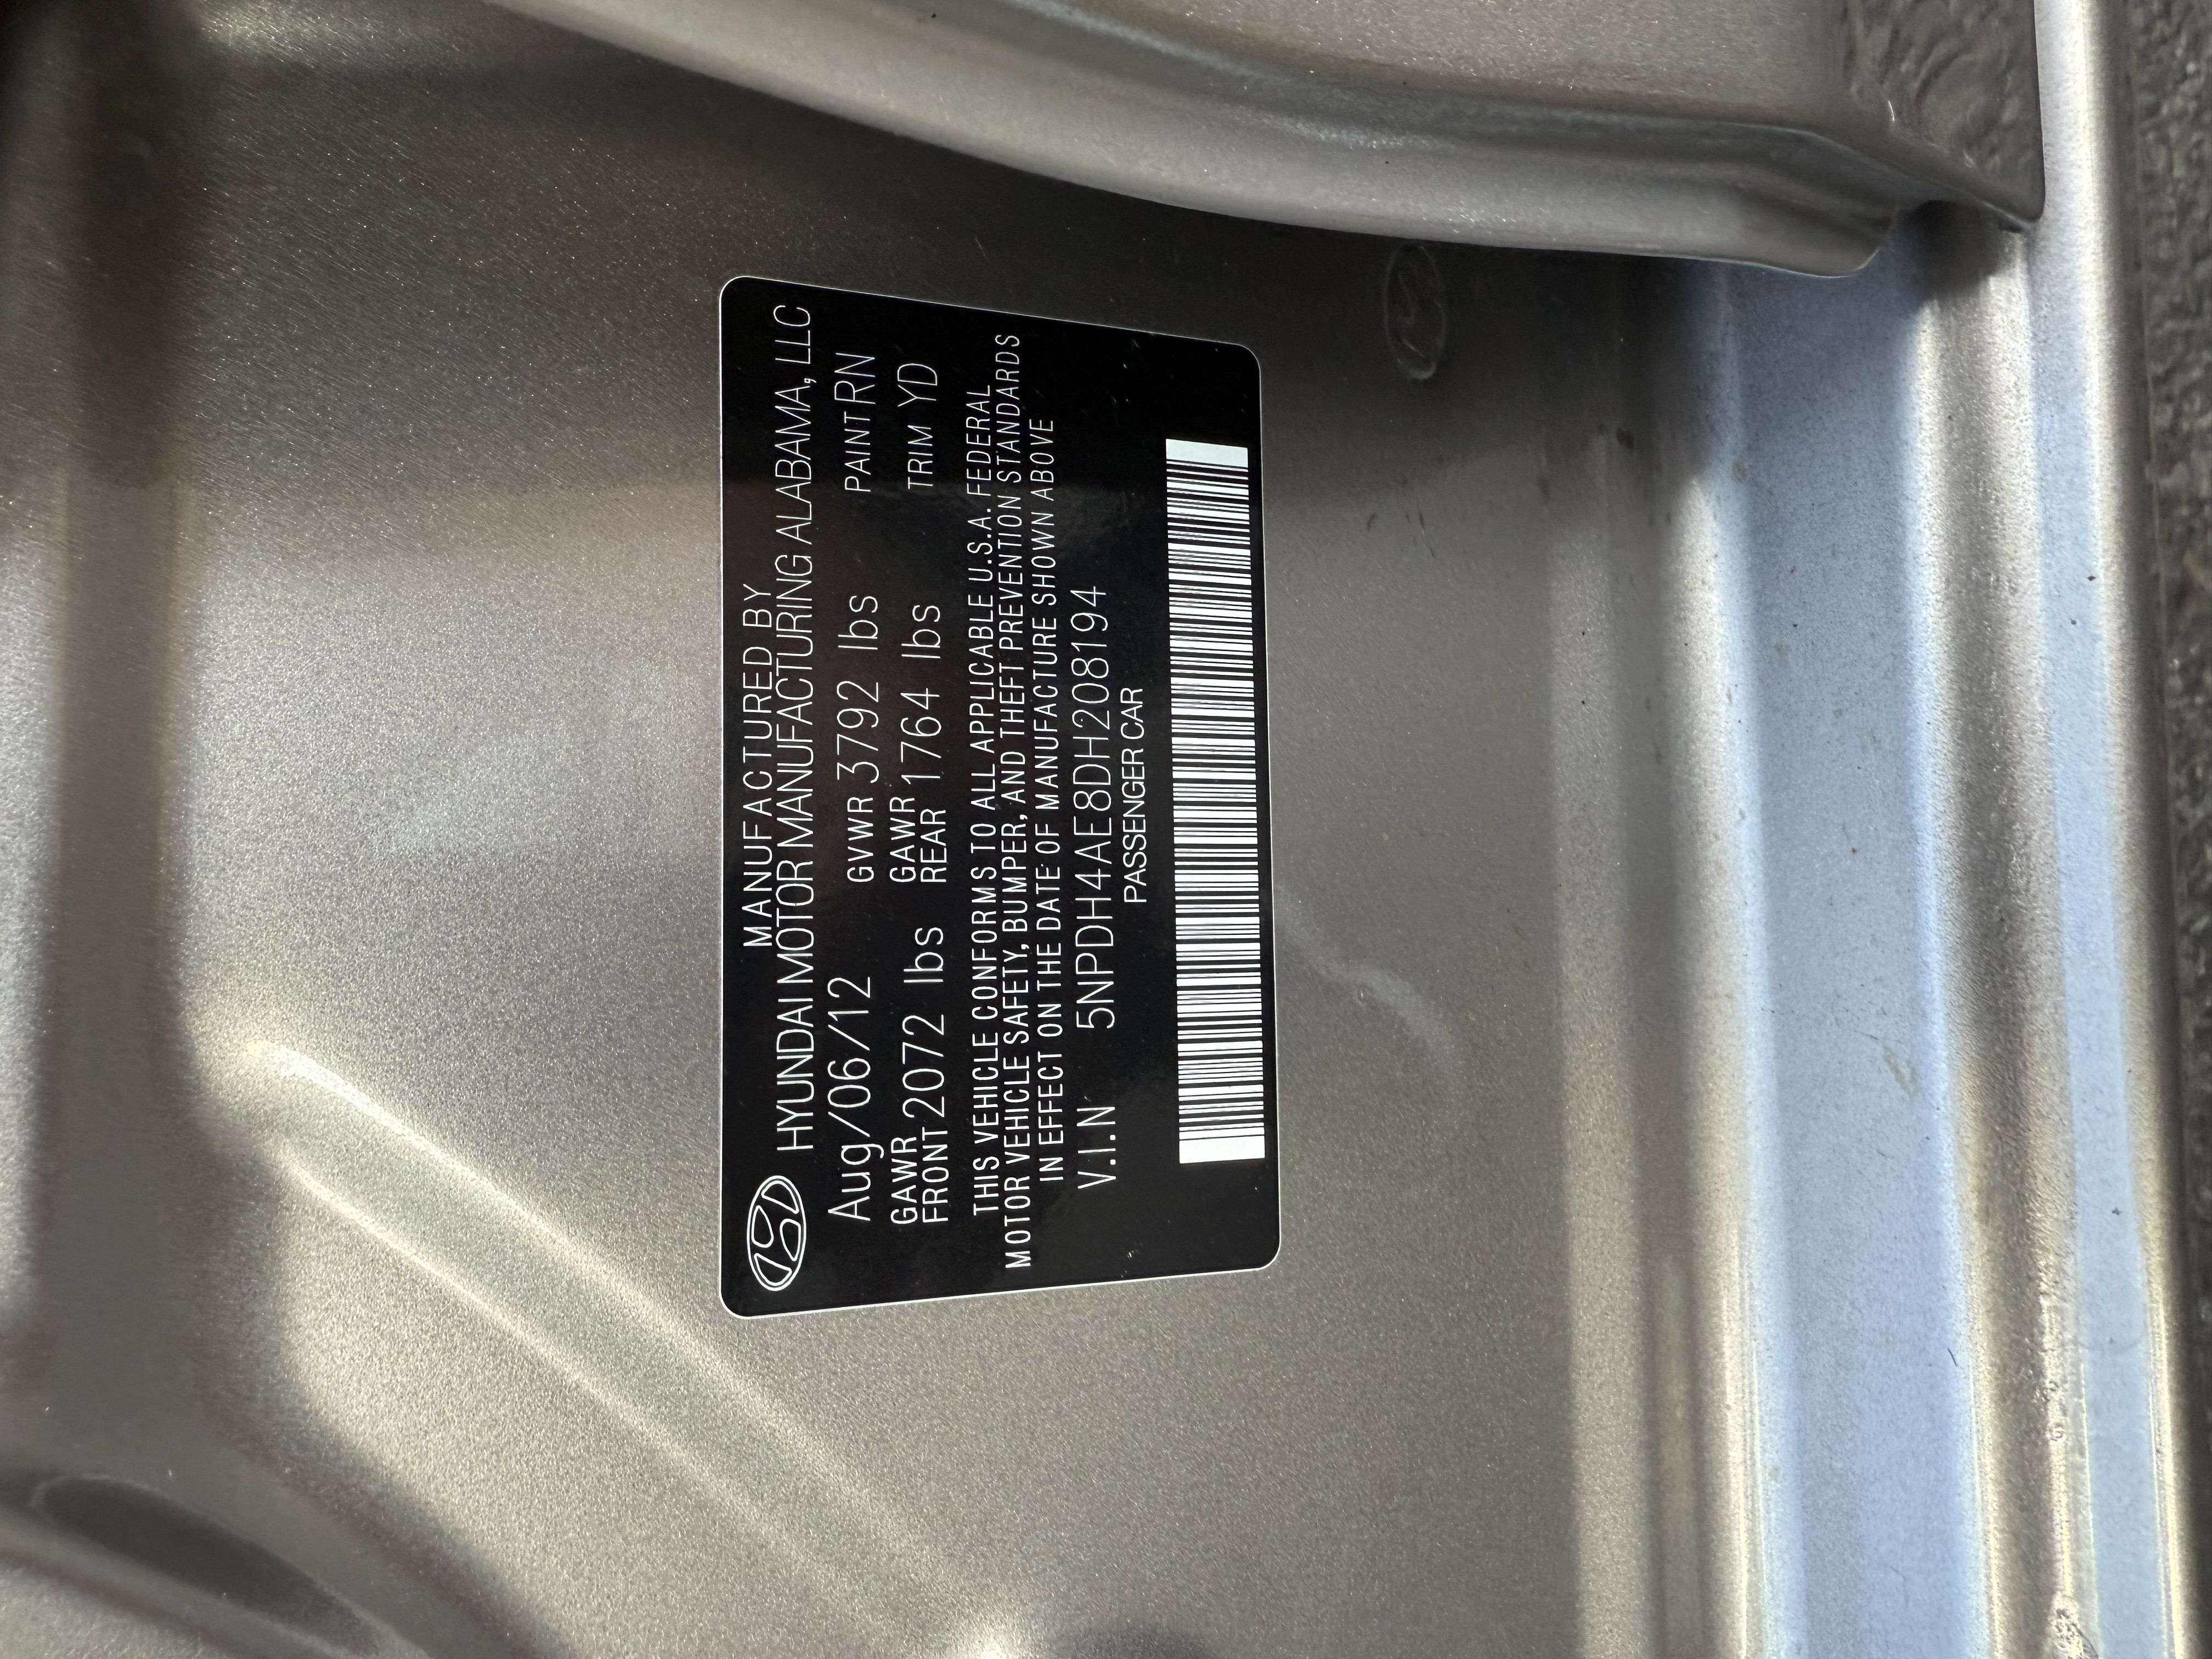 MANUFACTURED BY
HYUNDAI MOTOR MANUFACTURING ALABAMA, LLC
Aug/06/12 GVWR 3792 lbs PAINT RN
GAWR FRONT 2072 lbs GAWR REAR 1764 lbs TRIM YD
THIS VEHICLE CONFORMS TO ALL APPLICABLE U.S.A. FEDERAL
MOTOR VEHICLE SAFETY, BUMPER, AND THEFT PREVENTION STANDARDS
IN EFFECT ON THE DATE OF MANUFACTURE SHOWN ABOVE
V.I.N 5NPDH4AE8DH208194
PASSENGER CAR